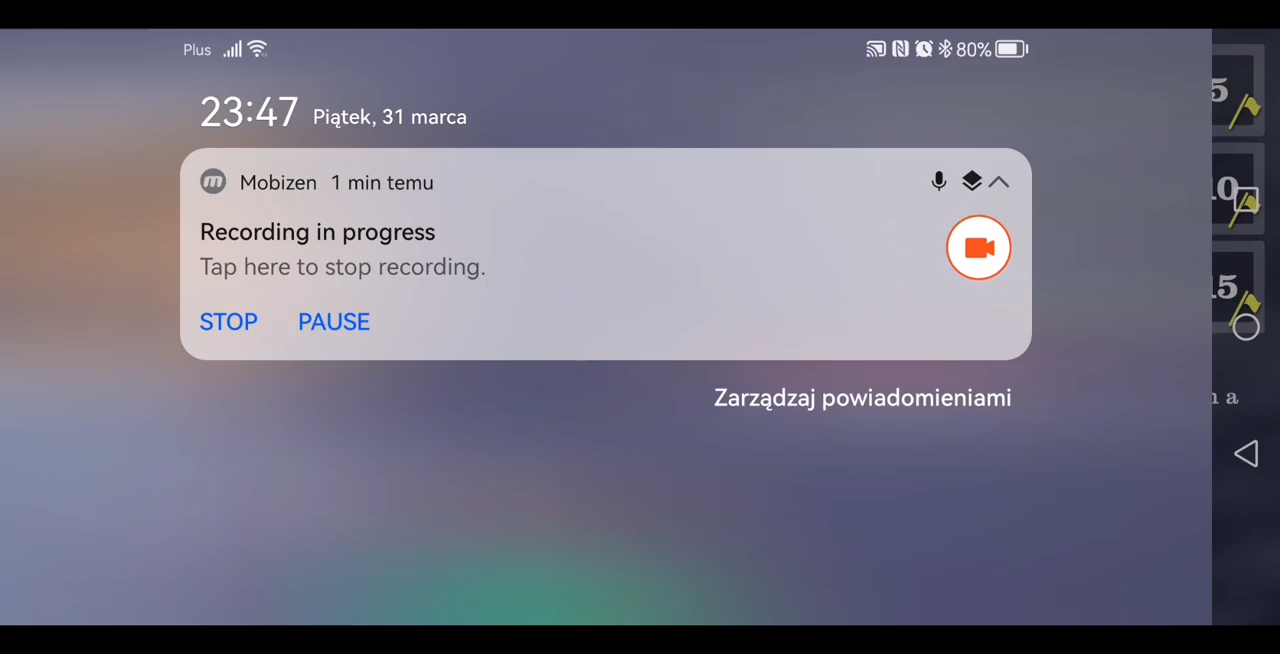 Plus
80%
23:47 Piątek, 31 marca
Mobizen 1 min temu
Recording in progress
Tap here to stop recording.
STOP PAUSE
Zarządzaj powiadomieniami
5
10
15
a